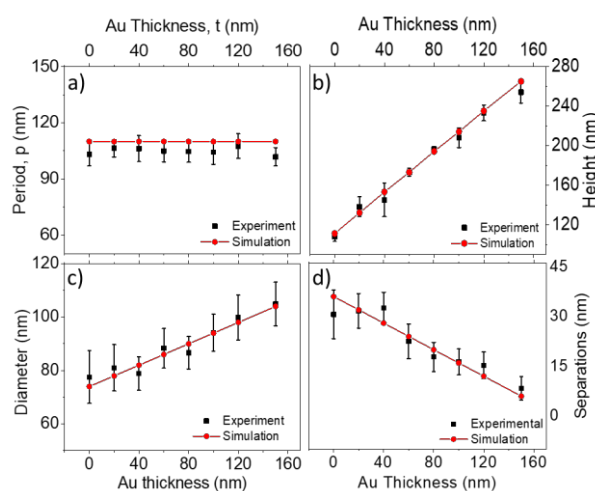 Au Thickness, t (nm)
0 40 80 120 160
Au Thickness (nm)
0 40 80 120 160
a)
Period, p (nm)
150
120
90
60
Experiment
Simulation
b)
Height (nm)
280
240
200
160
120
Experiment
Simulation
c)
Diameter (nm)
120
100
80
60
Experiment
Simulation
0 40 80 120 160
Au thickness (nm)
d)
Separations (nm)
45
30
15
0
Experimental
Simulation
0 40 80 120 160
Au Thickness (nm)